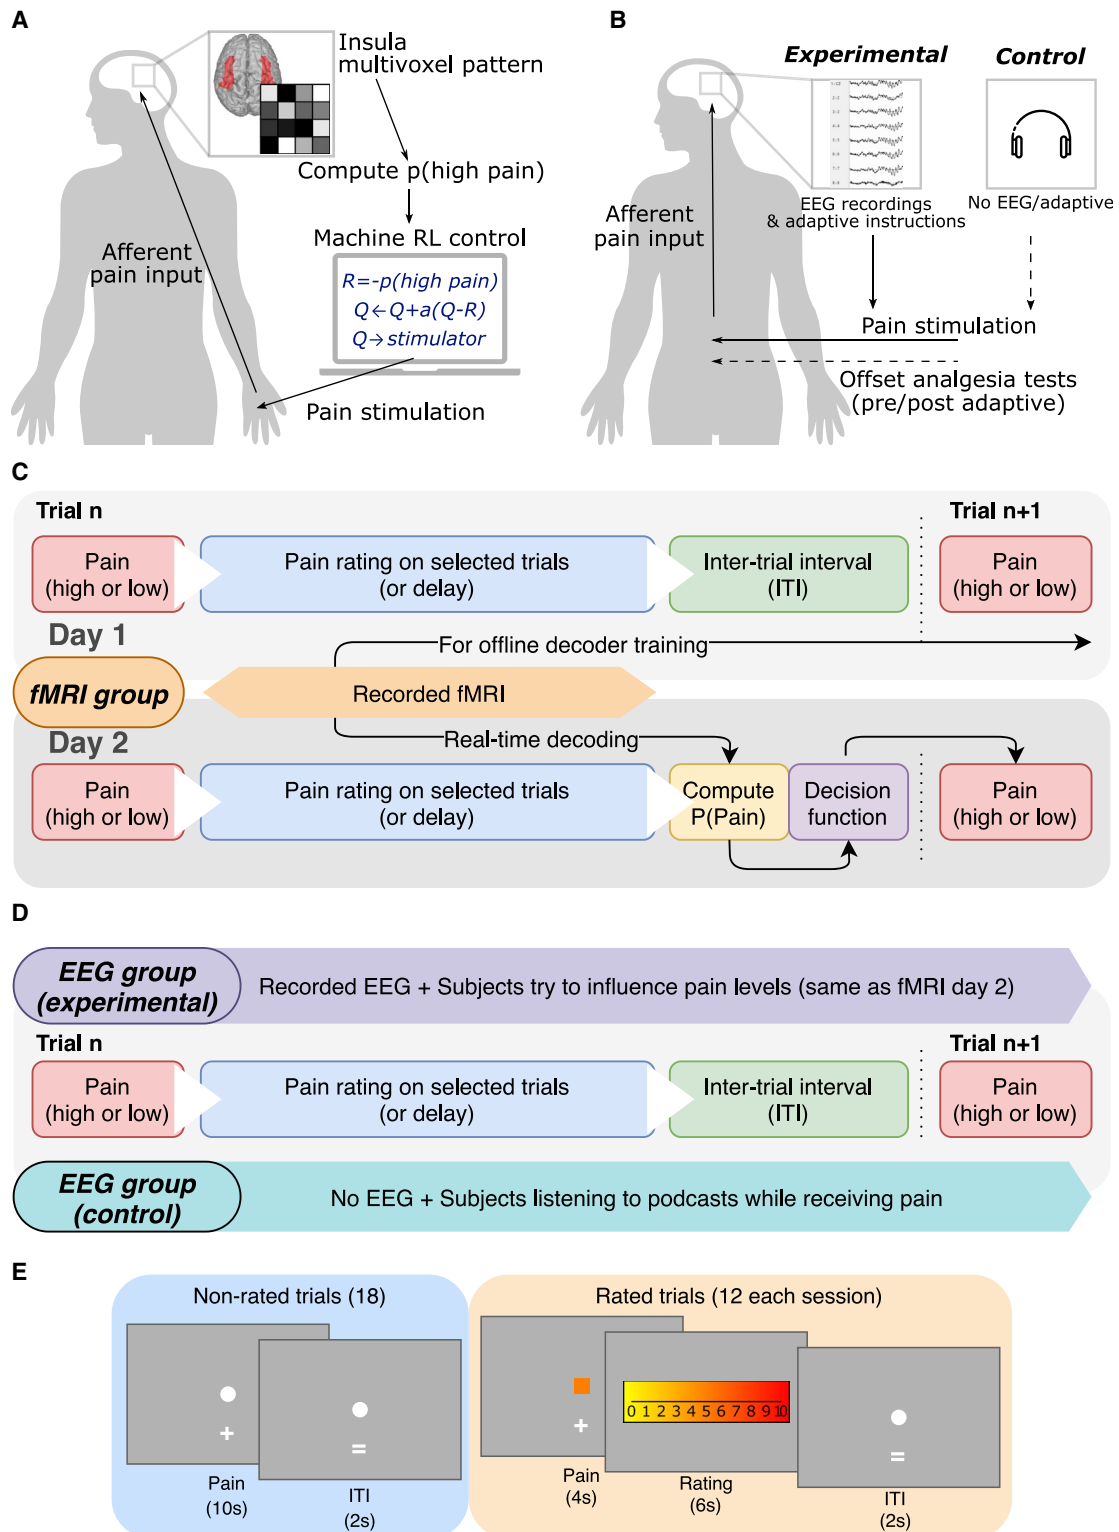 A
Insula
multivoxel pattern
Compute p(high pain)
Machine RL control
R=-p(high pain)
Q←Q+a(Q-R)
Q→stimulator
Afferent
pain input
Pain stimulation
B
Experimental
Control
EEG recordings
& adaptive instructions
No EEG/adaptive
Afferent
pain input
Pain stimulation
Offset analgesia tests
(pre/post adaptive)
C
Trial n
Trial n+1
Pain
(high or low)
Pain rating on selected trials
(or delay)
Inter-trial interval
(ITI)
Pain
(high or low)
Day 1
For offline decoder training
fMRI group
Recorded fMRI
Day 2
Real-time decoding
Pain
(high or low)
Pain rating on selected trials
(or delay)
Compute
P(Pain)
Decision
function
Pain
(high or low)
D
EEG group
(experimental)
Recorded EEG + Subjects try to influence pain levels (same as fMRI day 2)
Trial n
Trial n+1
Pain
(high or low)
Pain rating on selected trials
(or delay)
Inter-trial interval
(ITI)
Pain
(high or low)
EEG group
(control)
No EEG + Subjects listening to podcasts while receiving pain
E
Non-rated trials (18)
+
=
Pain
(10s)
ITI
(2s)
Rated trials (12 each session)
+
0 1 2 3 4 5 6 7 8 9 10
=
Pain
(4s)
Rating
(6s)
ITI
(2s)